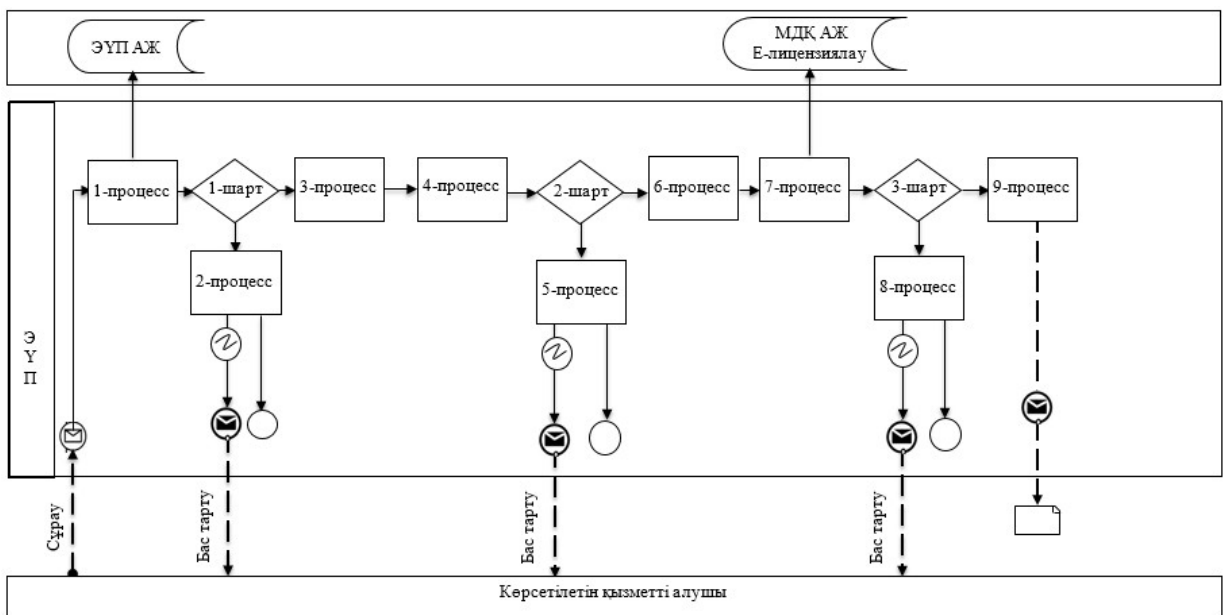 ЭҮП АЖ
МДҚ АЖ
Е-лицензиялау
1-процесс
1-шарт
3-процесс
4-процесс
2-шарт
6-процесс
7-процесс
3-шарт
9-процесс
2-процесс
5-процесс
8-процесс
Э
Ү
П
Сұрау
Бас тарту
Бас тарту
Бас тарту
Көрсетілетін қызметті алушы